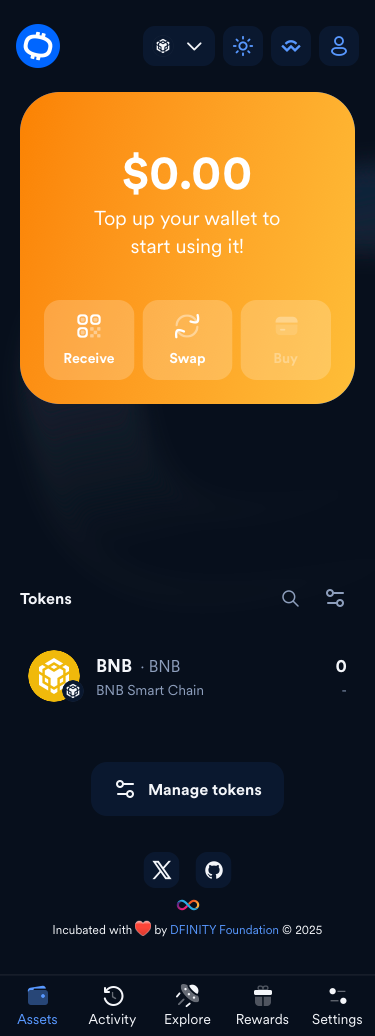 $0.00
Top up your wallet to
start using it!
Receive Swap Buy
Tokens
BNB · BNB 0
BNB Smart Chain -
Manage tokens
Incubated with ❤️ by DFINITY Foundation © 2025
Assets Activity Explore Rewards Settings